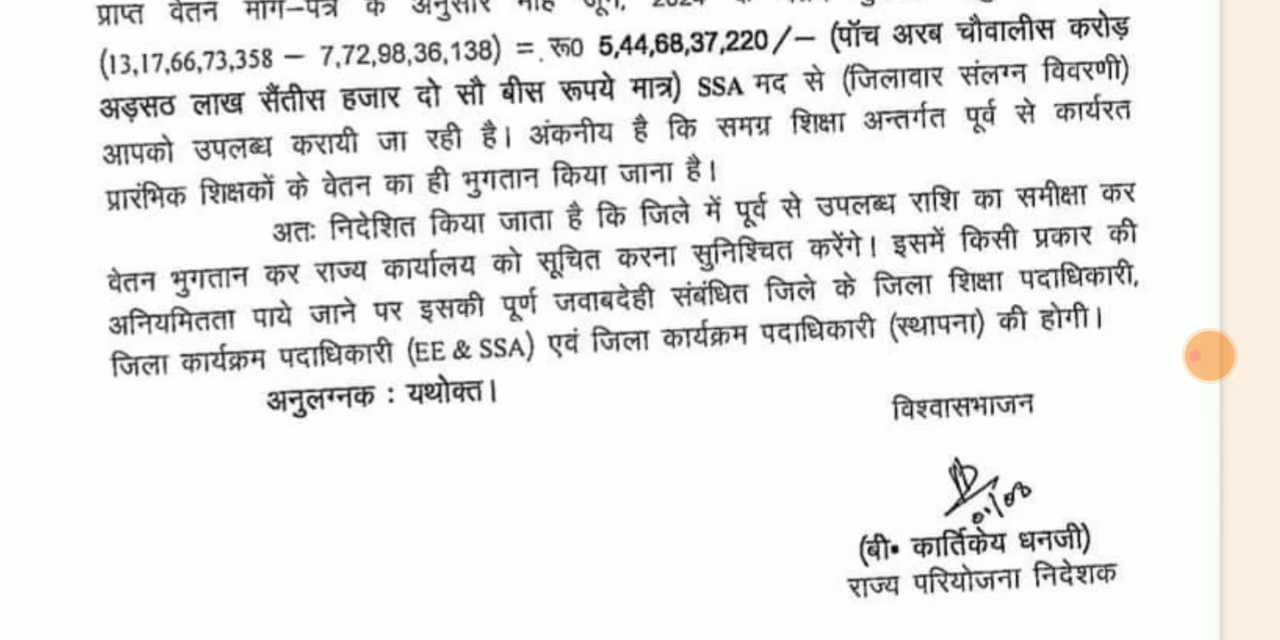 प्राप्त वेतन मांग–पत्र के अनुसार माह जून, 2024
(13,17,66,73,358 – 7,72,98,36,138) = रू0 5,44,68,37,220/– (पाँच अरब चौवालीस करोड़
अड़सठ लाख सैंतीस हजार दो सौ बीस रूपये मात्र) SSA मद से (जिलावार संलग्न विवरणी)
आपको उपलब्ध करायी जा रही है। अंकनीय है कि समग्र शिक्षा अन्तर्गत पूर्व से कार्यरत
प्रारंभिक शिक्षकों के वेतन का ही भुगतान किया जाना है।
अतः निदेशित किया जाता है कि जिले में पूर्व से उपलब्ध राशि का समीक्षा कर
वेतन भुगतान कर राज्य कार्यालय को सूचित करना सुनिश्चित करेंगे। इसमें किसी प्रकार की
अनियमितता पाये जाने पर इसकी पूर्ण जवाबदेही संबंधित जिले के जिला शिक्षा पदाधिकारी,
जिला कार्यक्रम पदाधिकारी (EE & SSA) एवं जिला कार्यक्रम पदाधिकारी (स्थापना) की होगी।
अनुलग्नक : यथोक्त।
विश्वासभाजन
(बी॰ कार्तिकेय धनजी)
राज्य परियोजना निदेशक